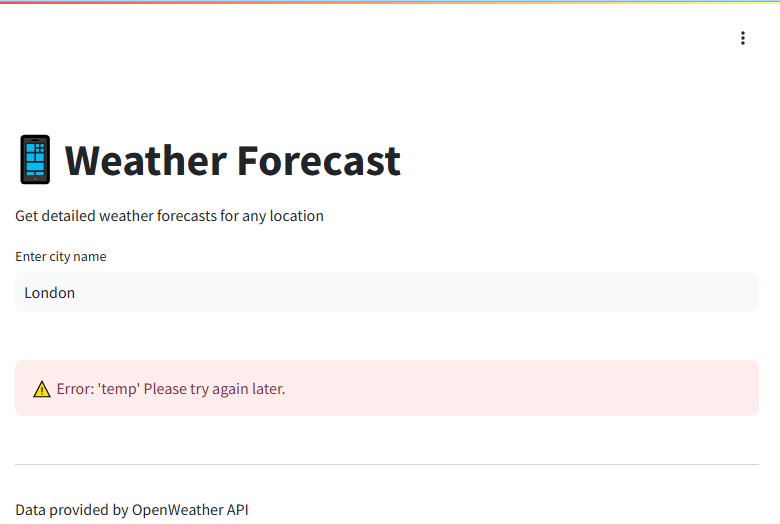 Weather Forecast
Get detailed weather forecasts for any location
Enter city name
London
Error: 'temp' Please try again later.
Data provided by OpenWeather API